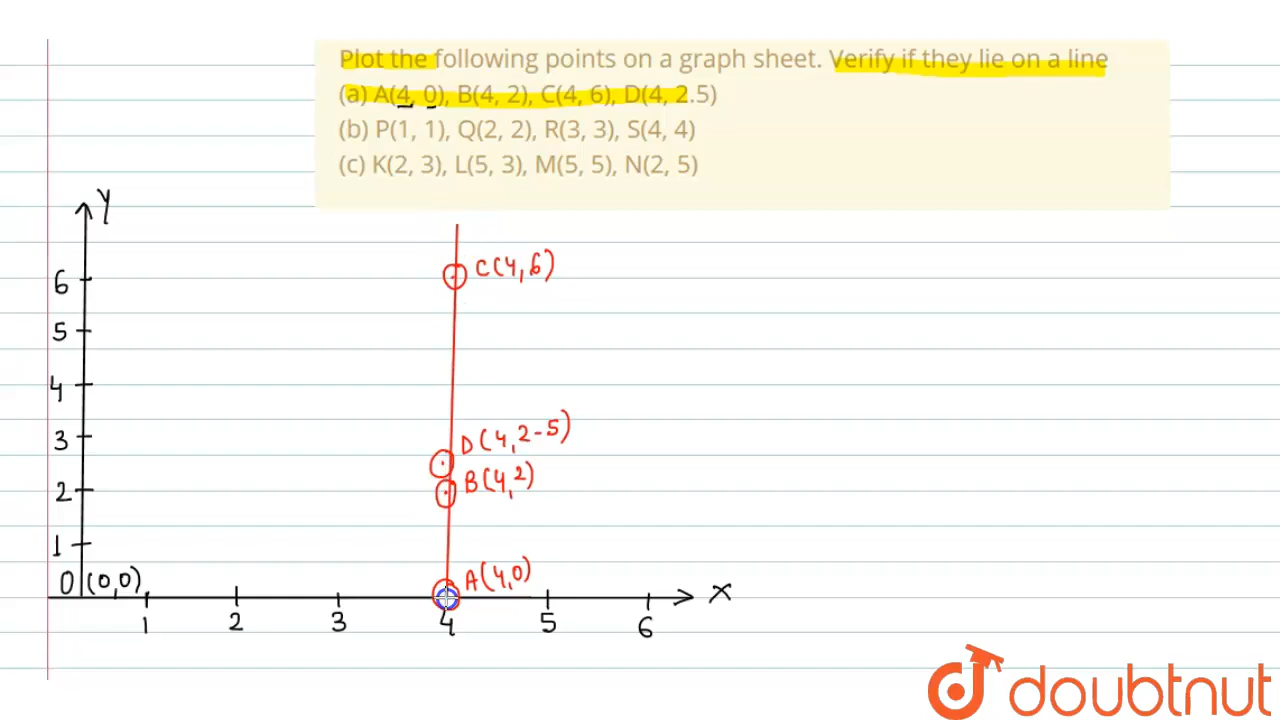 Plot the following points on a graph sheet. Verify if they lie on a line
(a) A(4, 0), B(4, 2), C(4, 6), D(4, 2.5)
(b) P(1, 1), Q(2, 2), R(3, 3), S(4, 4)
(c) K(2, 3), L(5, 3), M(5, 5), N(2, 5)
Y
C(4,6)
6
5
4
D(4,2-5)
3
B(4,2)
2
1
A(4,0)
0 (0,0)
X
1 2 3 4 5 6
doubtnut